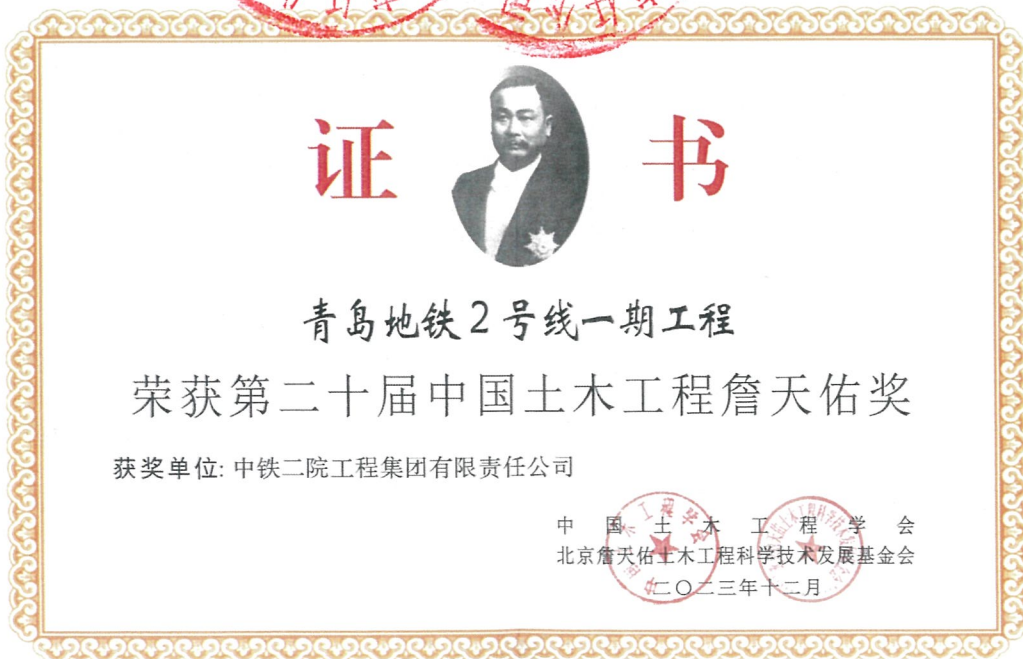 证 书
青岛地铁2号线一期工程
荣获第二十届中国土木工程詹天佑奖
获奖单位: 中铁二院工程集团有限责任公司
中国土木工程学会
北京詹天佑土木工程科学技术发展基金会
二〇二三年十二月